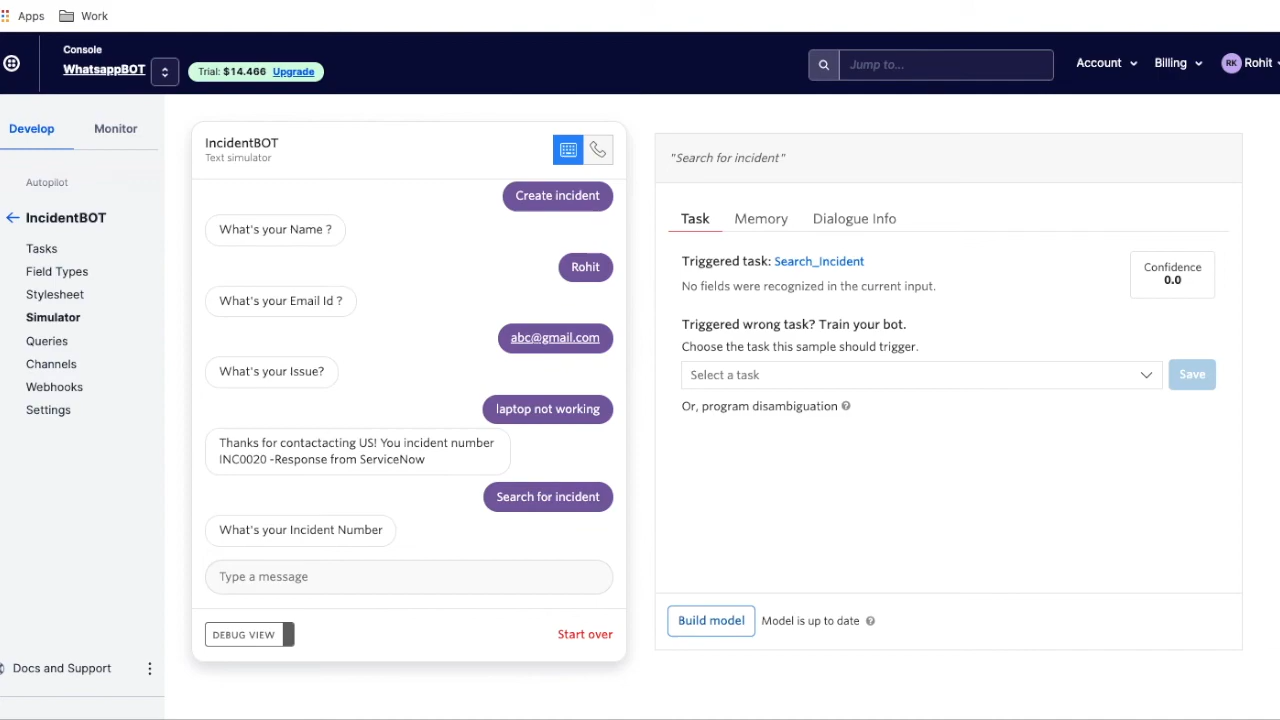 Apps
Work
Console
WhatsappBOT
Trial: $14.466 Upgrade
Jump to...
Account
Billing
RK
Rohit
Develop
Monitor
Autopilot
IncidentBOT
Tasks
Field Types
Stylesheet
Simulator
Queries
Channels
Webhooks
Settings
Docs and Support
IncidentBOT
Text simulator
Create incident
What's your Name ?
Rohit
What's your Email Id ?
abc@gmail.com
What's your Issue?
laptop not working
Thanks for contactacting US! You incident number
INC0020 -Response from ServiceNow
Search for incident
What's your Incident Number
Type a message
DEBUG VIEW
Start over
"Search for incident"
Task
Memory
Dialogue Info
Triggered task: Search_Incident
No fields were recognized in the current input.
Confidence
0.0
Triggered wrong task? Train your bot.
Choose the task this sample should trigger.
Select a task
Save
Or, program disambiguation ?
Build model
Model is up to date ?